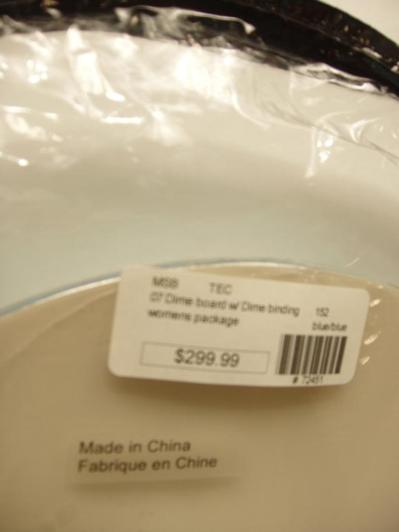 MSB TEC
07 Dime board w/ Dime binding 152
womens package blue/blue
$299.99
# 72451
Made in China
Fabrique en Chine